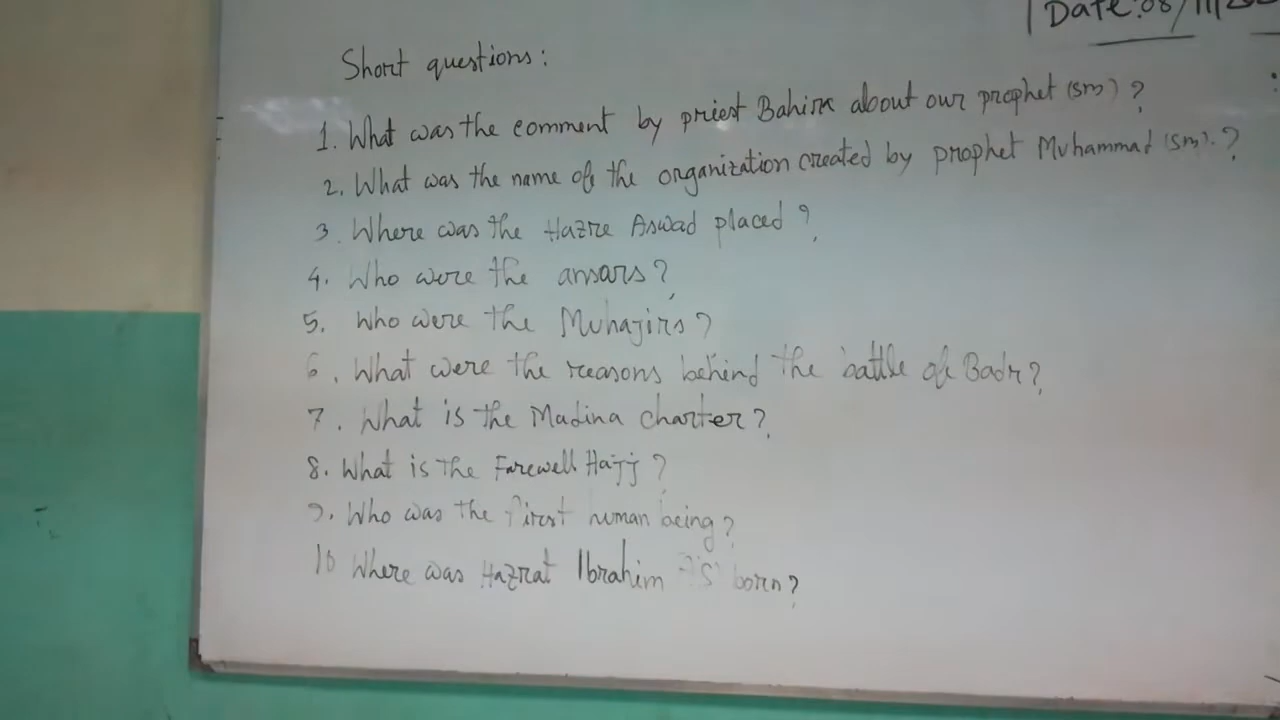 Date: 08/11/202
Short questions:
1. What was the comment by priest Bahira about our prophet (sm) ?
2. What was the name of the organization created by prophet Muhammad (sm). ?
3. Where was the Hazre Aswad placed ?
4. Who were the ansars ?
5. Who were the Muhajirs ?
6. What were the reasons behind the battle of Badr ?
7. What is the Madina charter ?
8. What is the Farewell Hajj ?
9. Who was the first human being ?
10 Where was Hazrat Ibrahim born ?